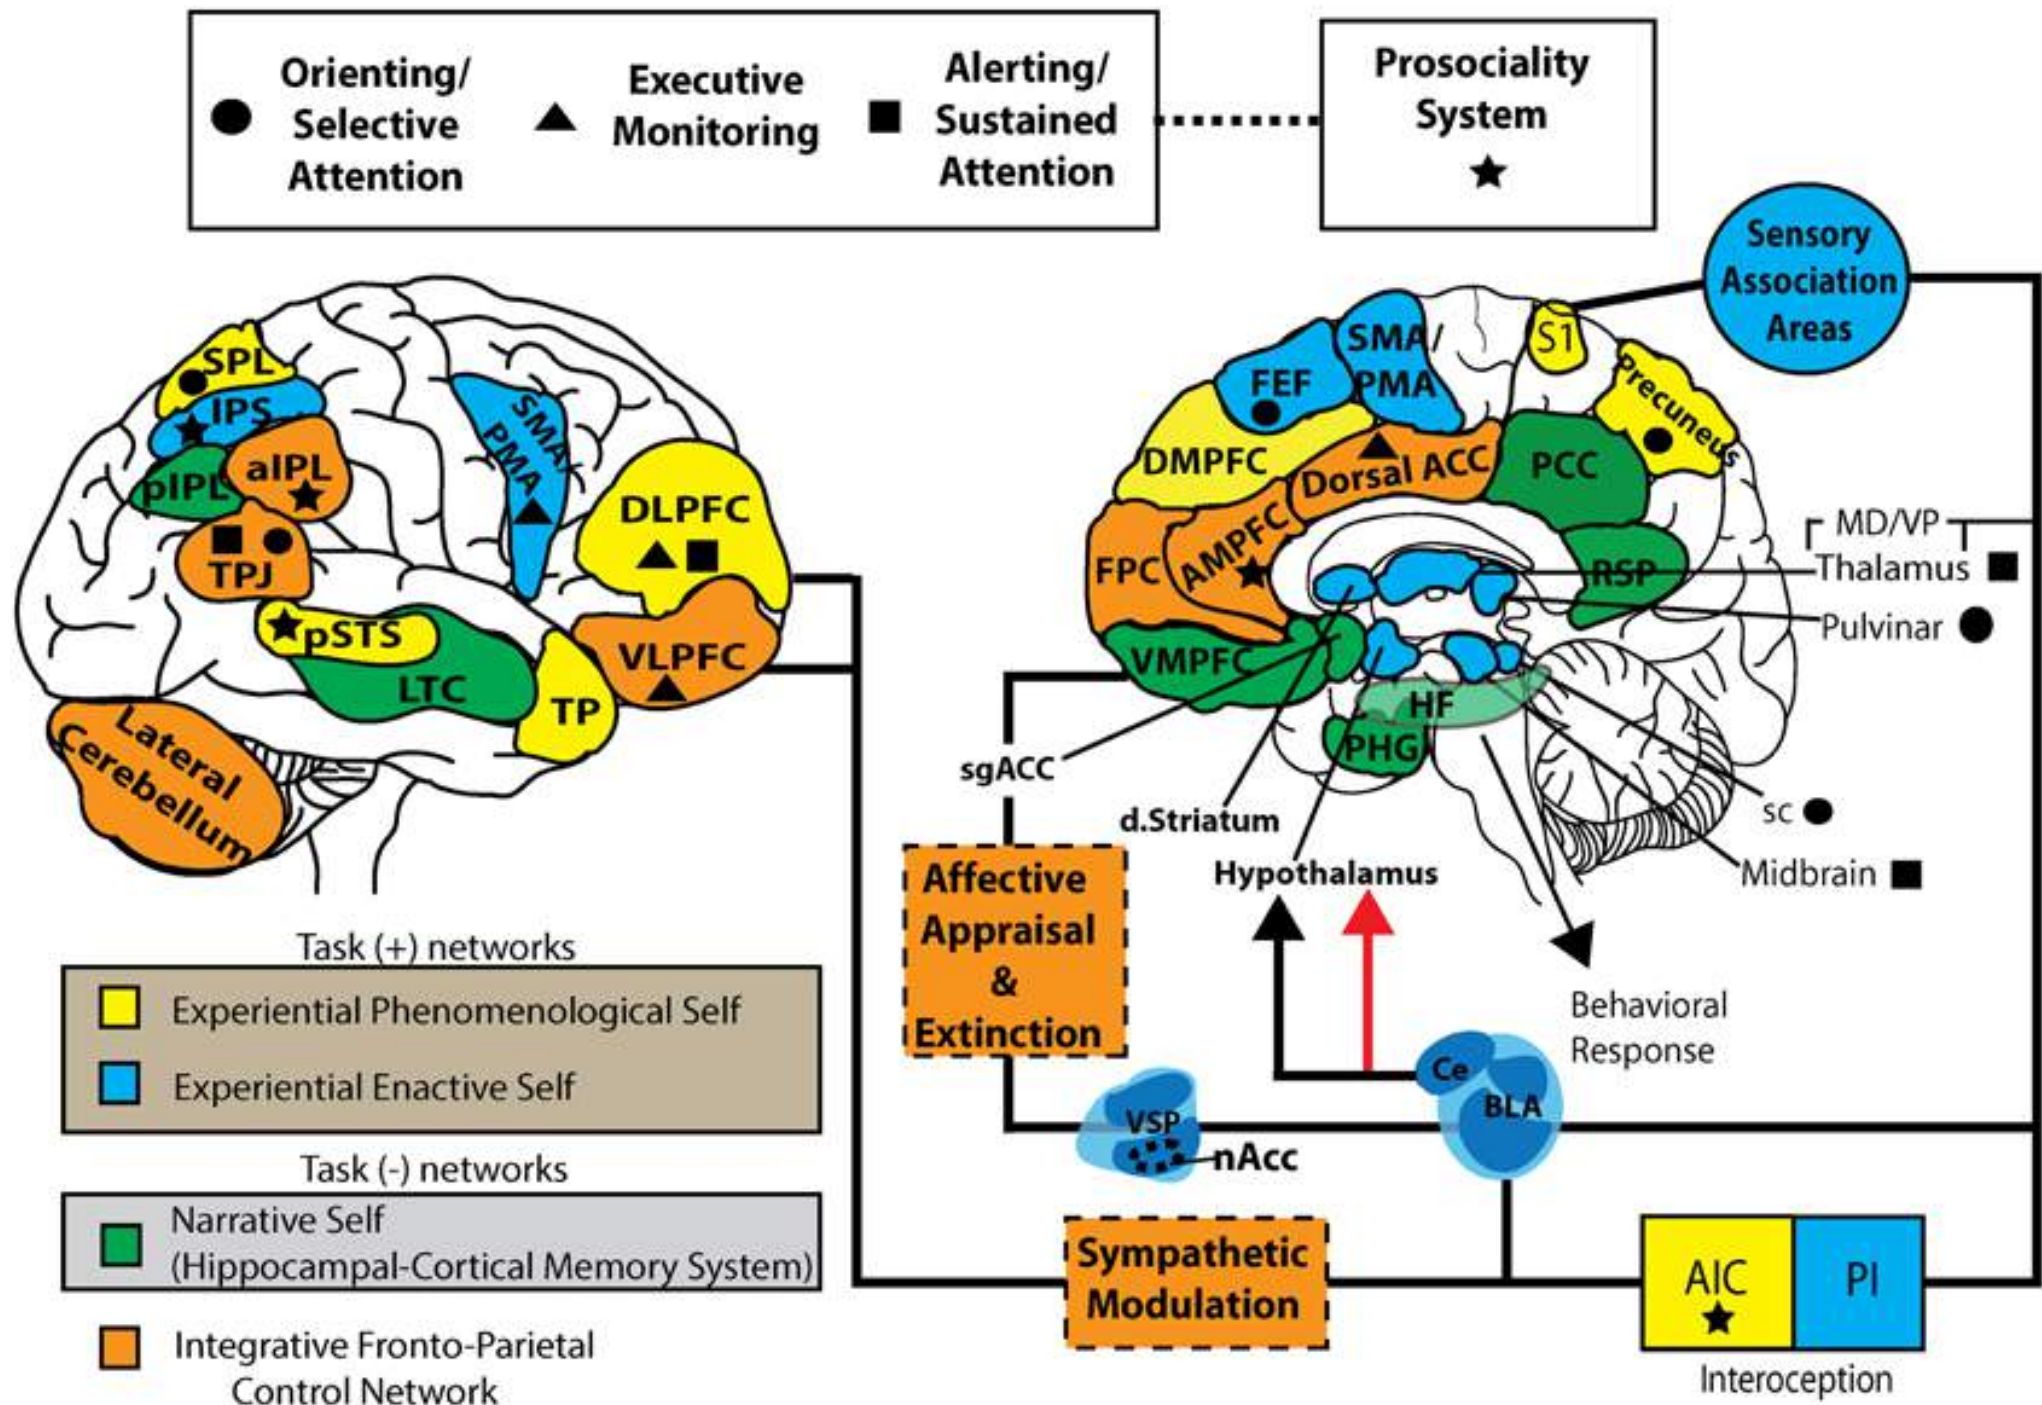 Orienting/
Selective
Attention
Executive
Monitoring
Alerting/
Sustained
Attention
Prosociality
System
Sensory
Association
Areas
SPL
IPS
pIPL
aIPL
TPJ
pSTS
LTC
TP
SMA/
PMA
DLPFC
VLPFC
Lateral
Cerebellum
SMA/
PMA
FEF
S1
Precuneus
DMPFC
Dorsal ACC
PCC
FPC
AMPFC
RSP
VMPFC
HF
PHG
MD/VP
Thalamus
Pulvinar
sc
Midbrain
sgACC
d.Striatum
Hypothalamus
Affective
Appraisal
&
Extinction
Behavioral
Response
Ce
BLA
VSP
nAcc
Sympathetic
Modulation
AIC
PI
Interoception
Task (+) networks
Experiential Phenomenological Self
Experiential Enactive Self
Task (-) networks
Narrative Self
(Hippocampal-Cortical Memory System)
Integrative Fronto-Parietal
Control Network